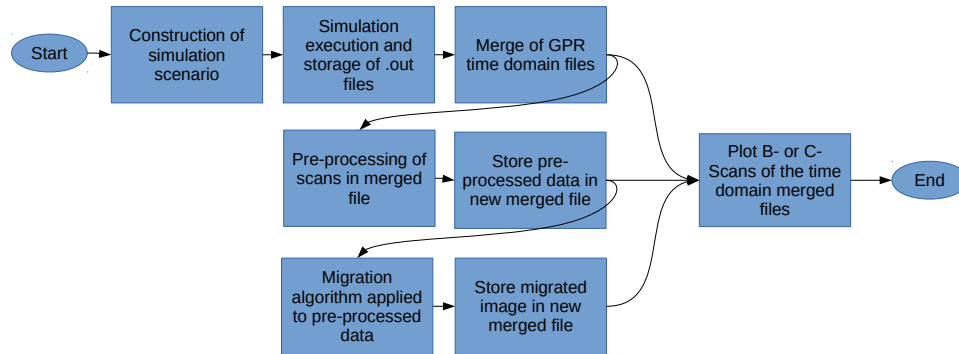 Start
Construction of
simulation
scenario
Simulation
execution and
storage of .out
files
Merge of GPR
time domain files
Pre-processing of
scans in merged
file
Store pre-
processed data in
new merged file
Plot B- or C-
Scans of the time
domain merged
files
End
Migration
algorithm applied
to pre-processed
data
Store migrated
image in new
merged file